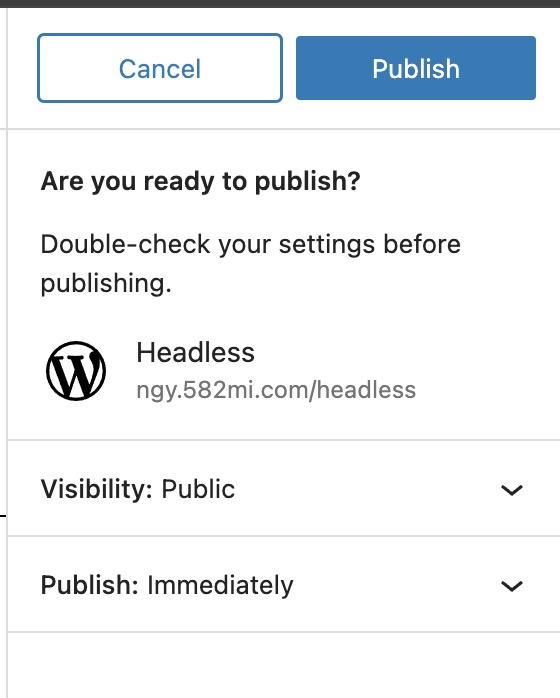 Cancel
Publish
Are you ready to publish?
Double-check your settings before
publishing.
Headless
ngy.582mi.com/headless
Visibility: Public
Publish: Immediately